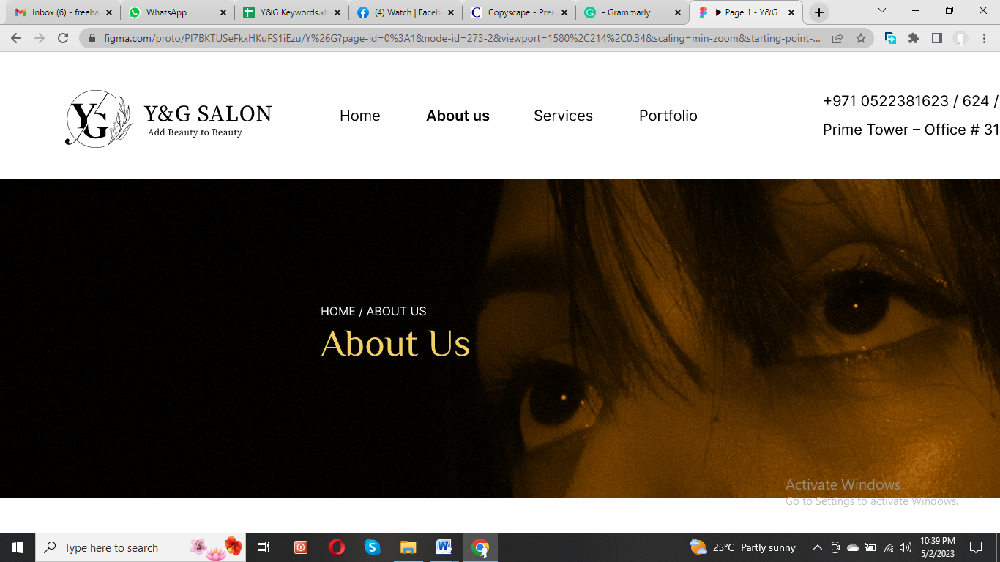 Inbox (6) - freeha
WhatsApp
Y&G Keywords.xl
(4) Watch | Faceb
Copyscape - Prem
- Grammarly
▶ Page 1 - Y&G
figma.com/proto/PI7BKTUSeFkxHKuFS1iEzu/Y%26G?page-id=0%3A1&node-id=273-2&viewport=1580%2C214%2C0.34&scaling=min-zoom&starting-point-...
Y&G SALON
Add Beauty to Beauty
Home
About us
Services
Portfolio
+971 0522381623 / 624 /
Prime Tower – Office # 31
HOME / ABOUT US
About Us
Activate Windows
Go to Settings to activate Windows.
Type here to search
25°C Partly sunny
10:39 PM
5/2/2023